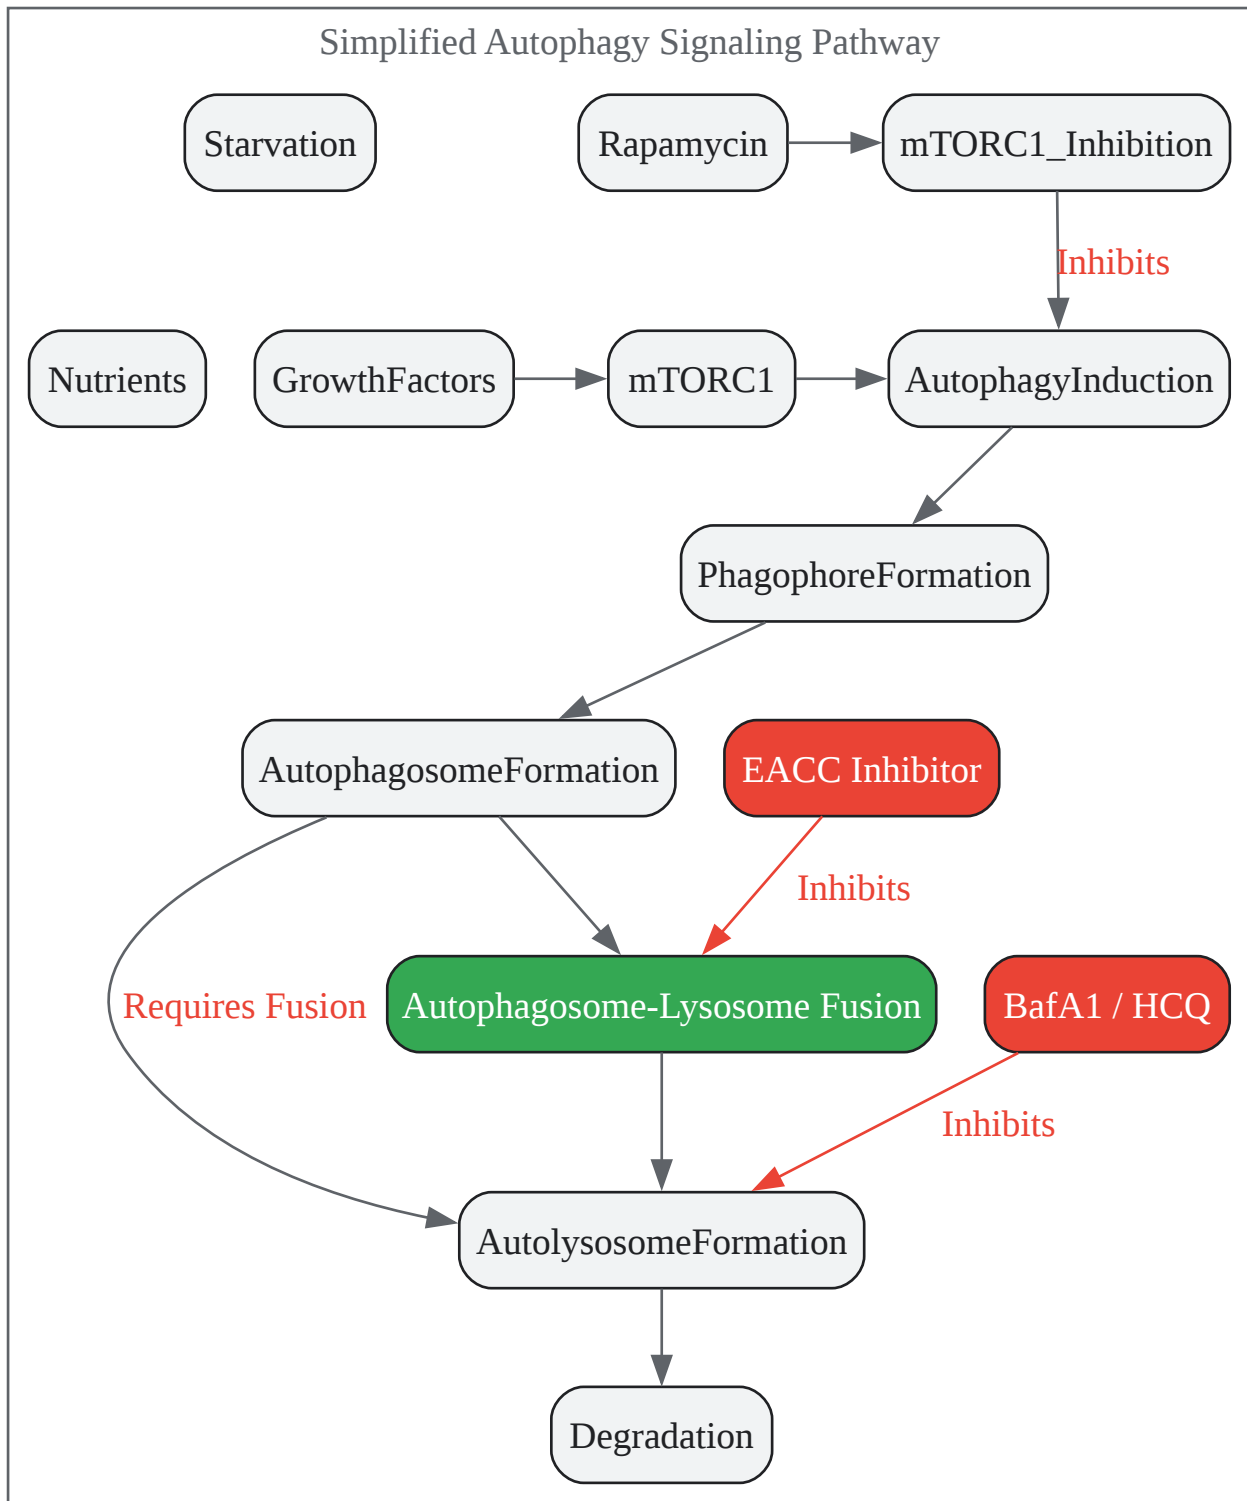 Simplified Autophagy Signaling Pathway
Starvation
Rapamycin
mTORC1_Inhibition
Inhibits
Nutrients
GrowthFactors
mTORC1
AutophagyInduction
PhagophoreFormation
AutophagosomeFormation
EACC Inhibitor
Inhibits
Requires Fusion
Autophagosome-Lysosome Fusion
BafA1 / HCQ
Inhibits
AutolysosomeFormation
Degradation